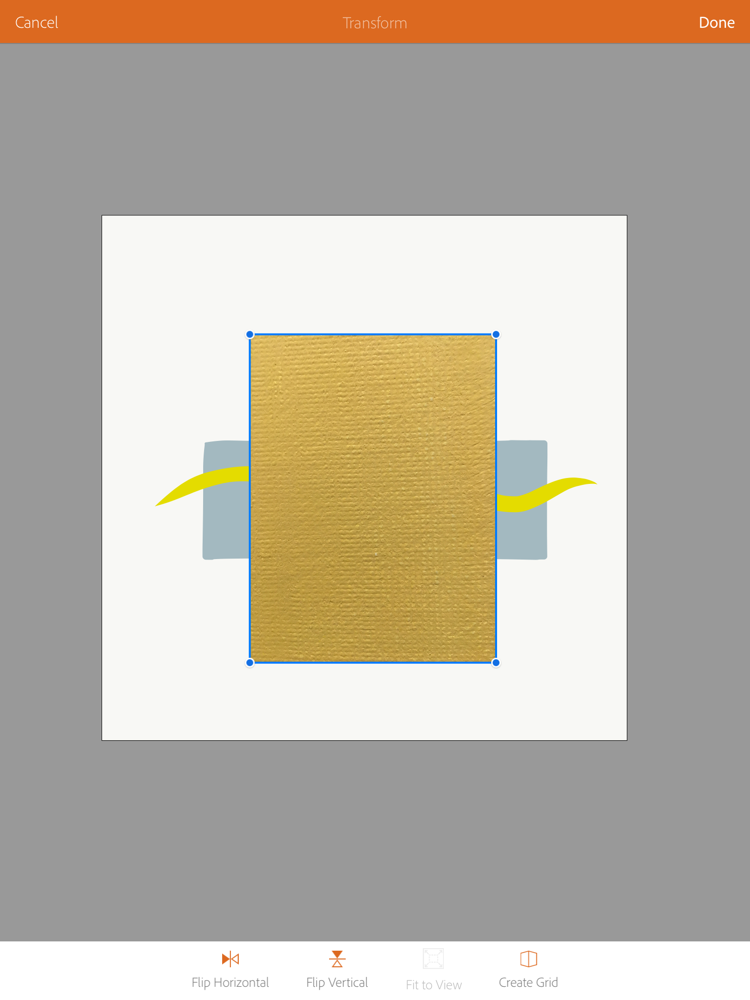 Cancel
Transform
Done
Flip Horizontal
Flip Vertical
Fit to View
Create Grid